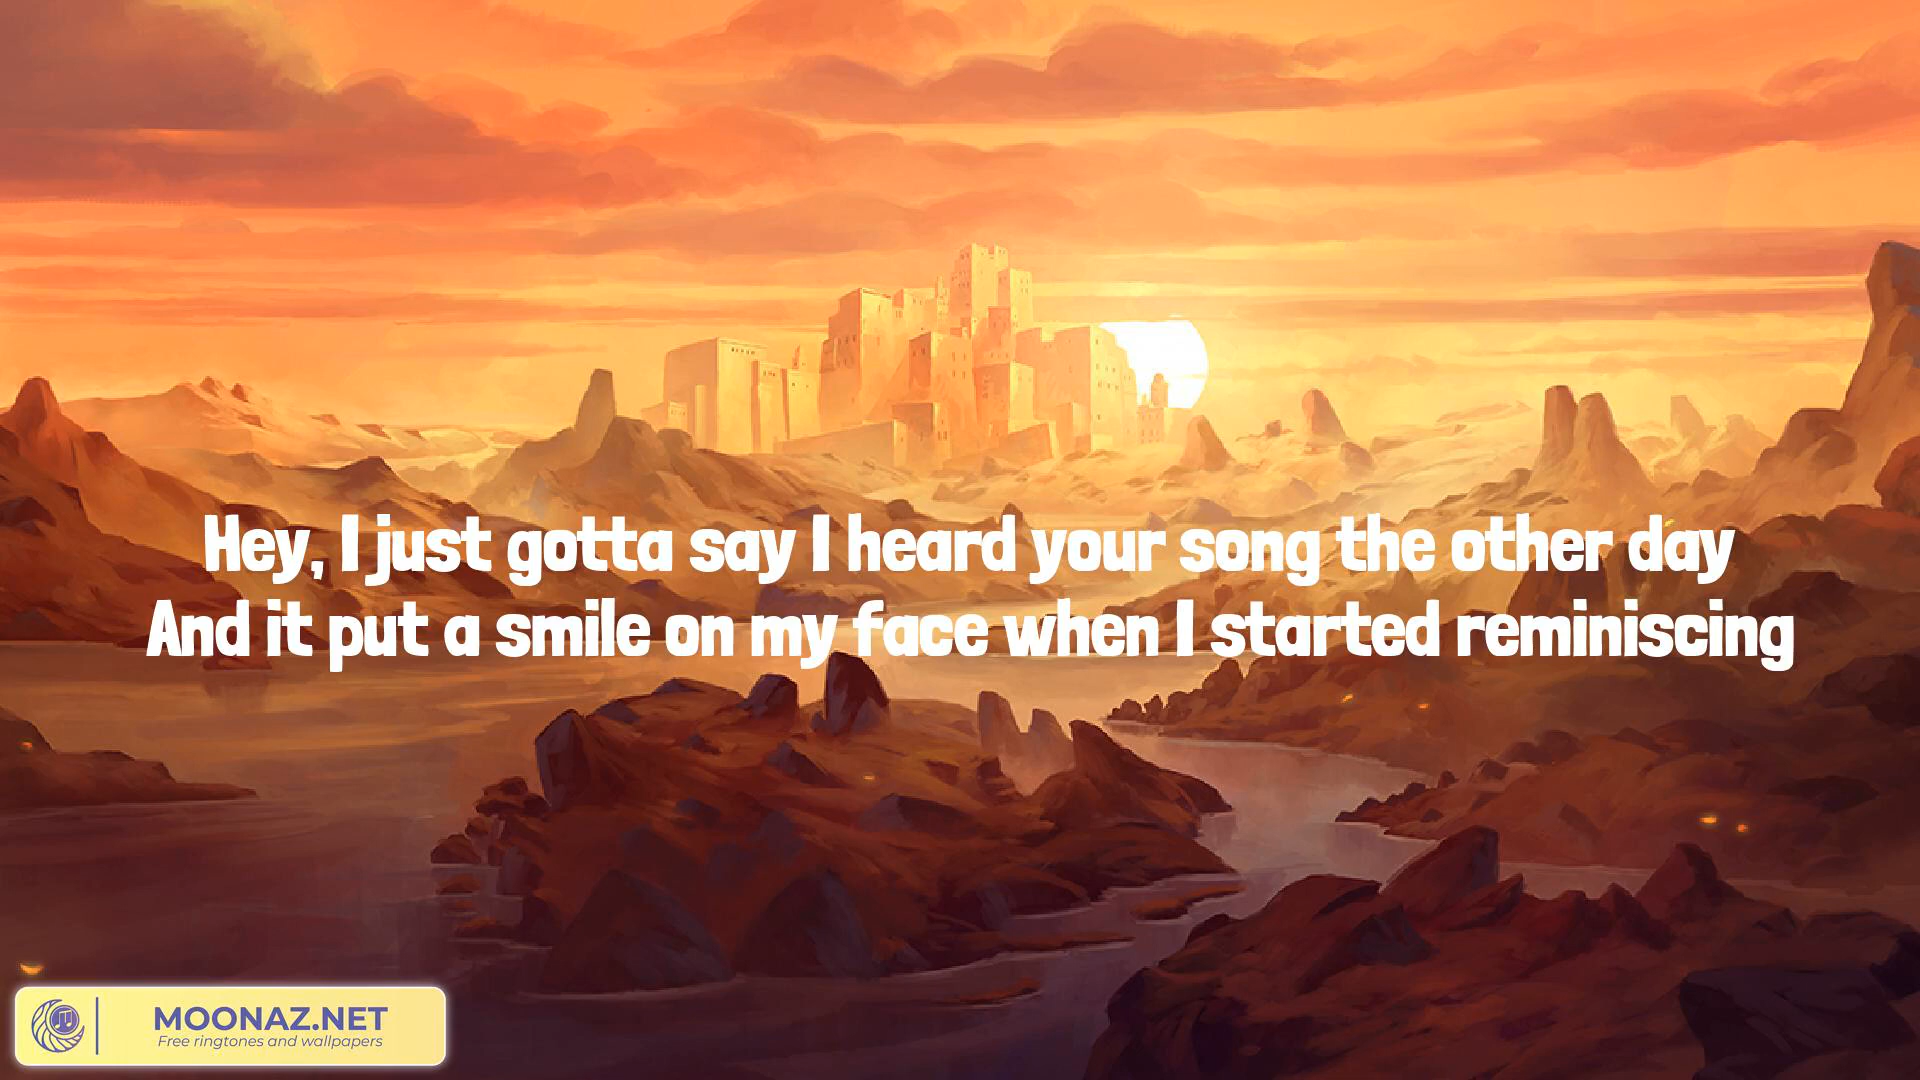 Hey, I just gotta say I heard your song the other day
And it put a smile on my face when I started reminiscing
MOONAZ.NET
Free ringtones and wallpapers